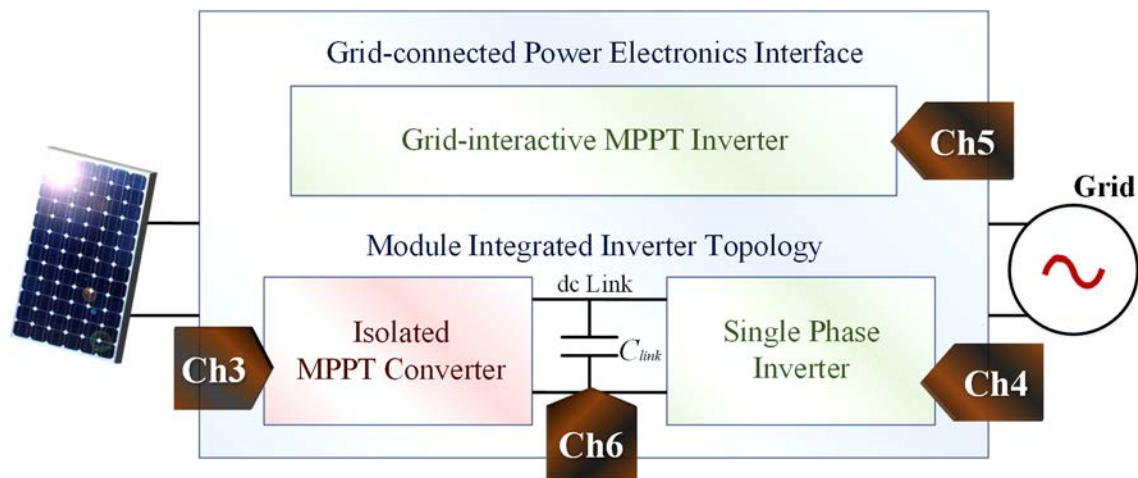 Grid-connected Power Electronics Interface
Grid-interactive MPPT Inverter
Ch5
Grid
Module Integrated Inverter Topology
dc Link
Isolated
MPPT Converter
C_link
Single Phase
Inverter
Ch3
Ch4
Ch6